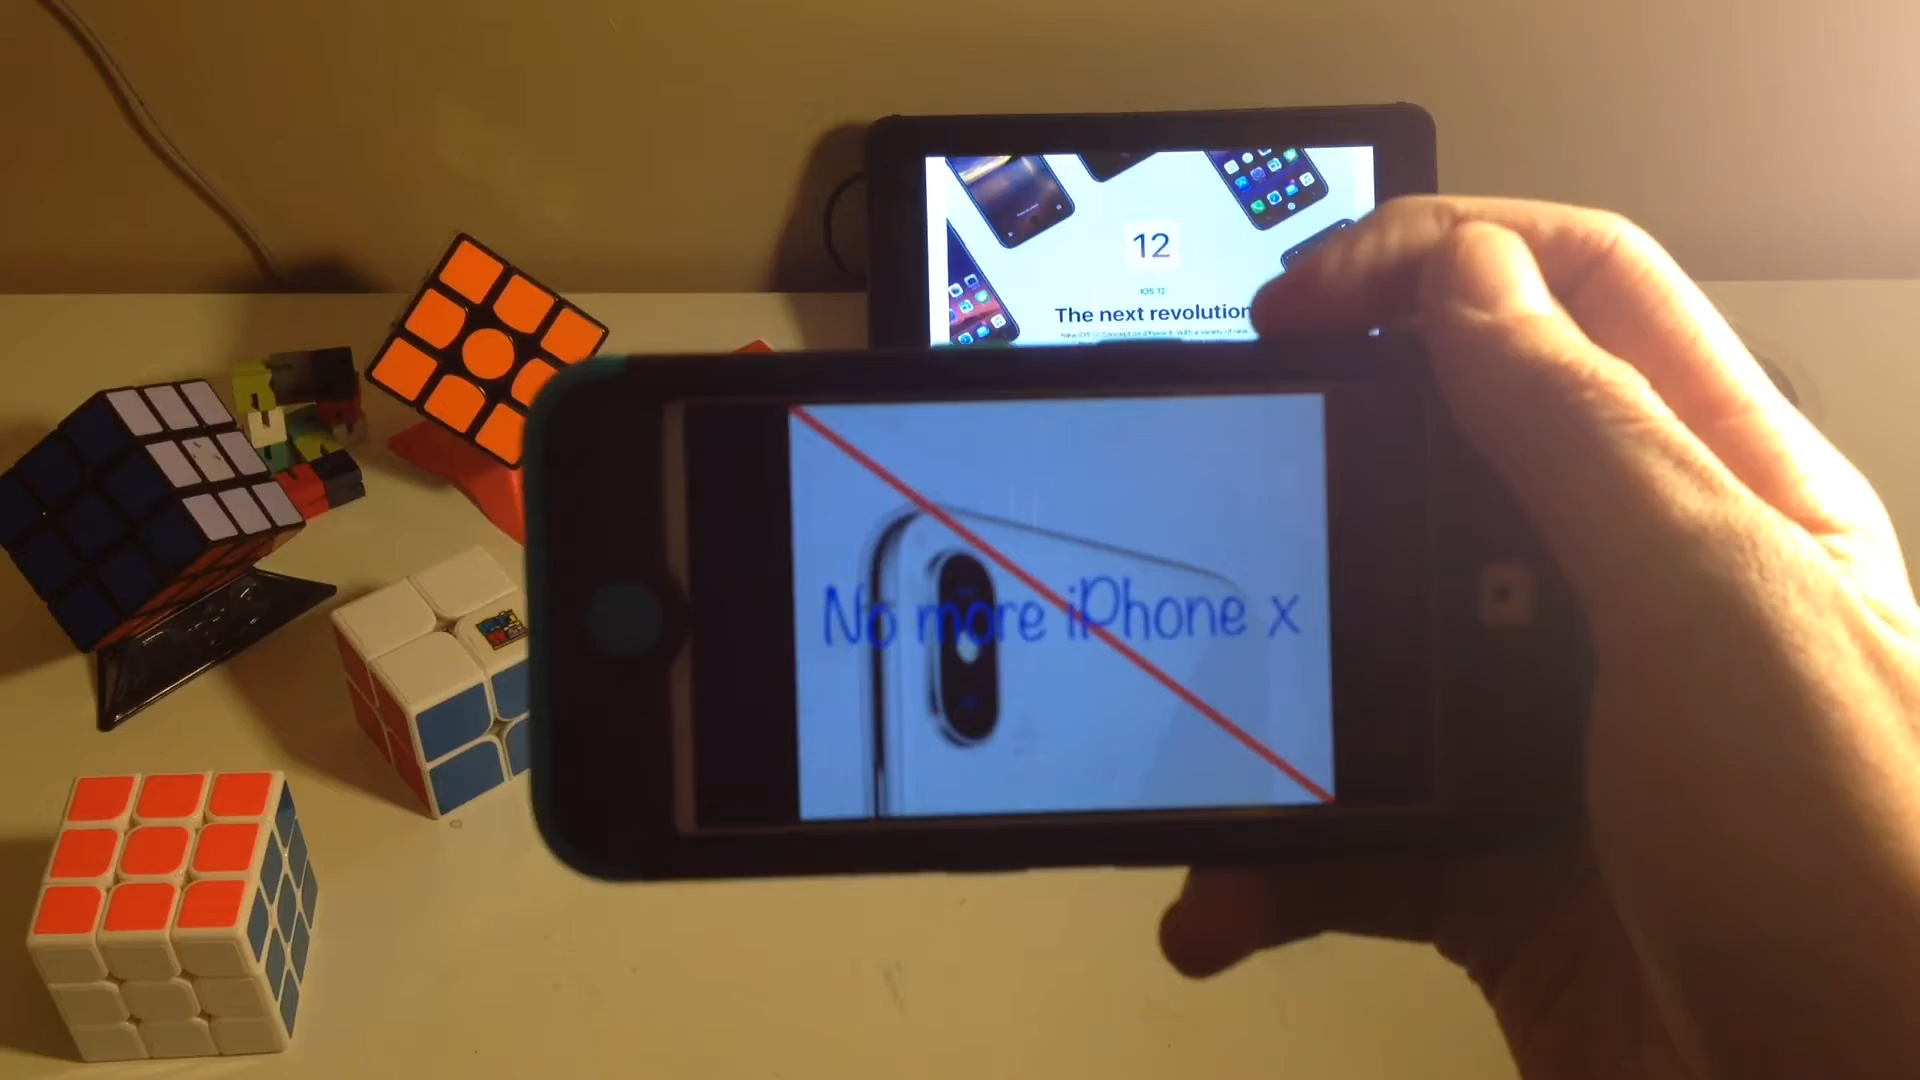 12
iOS 12
The next revolution
No more iPhone x